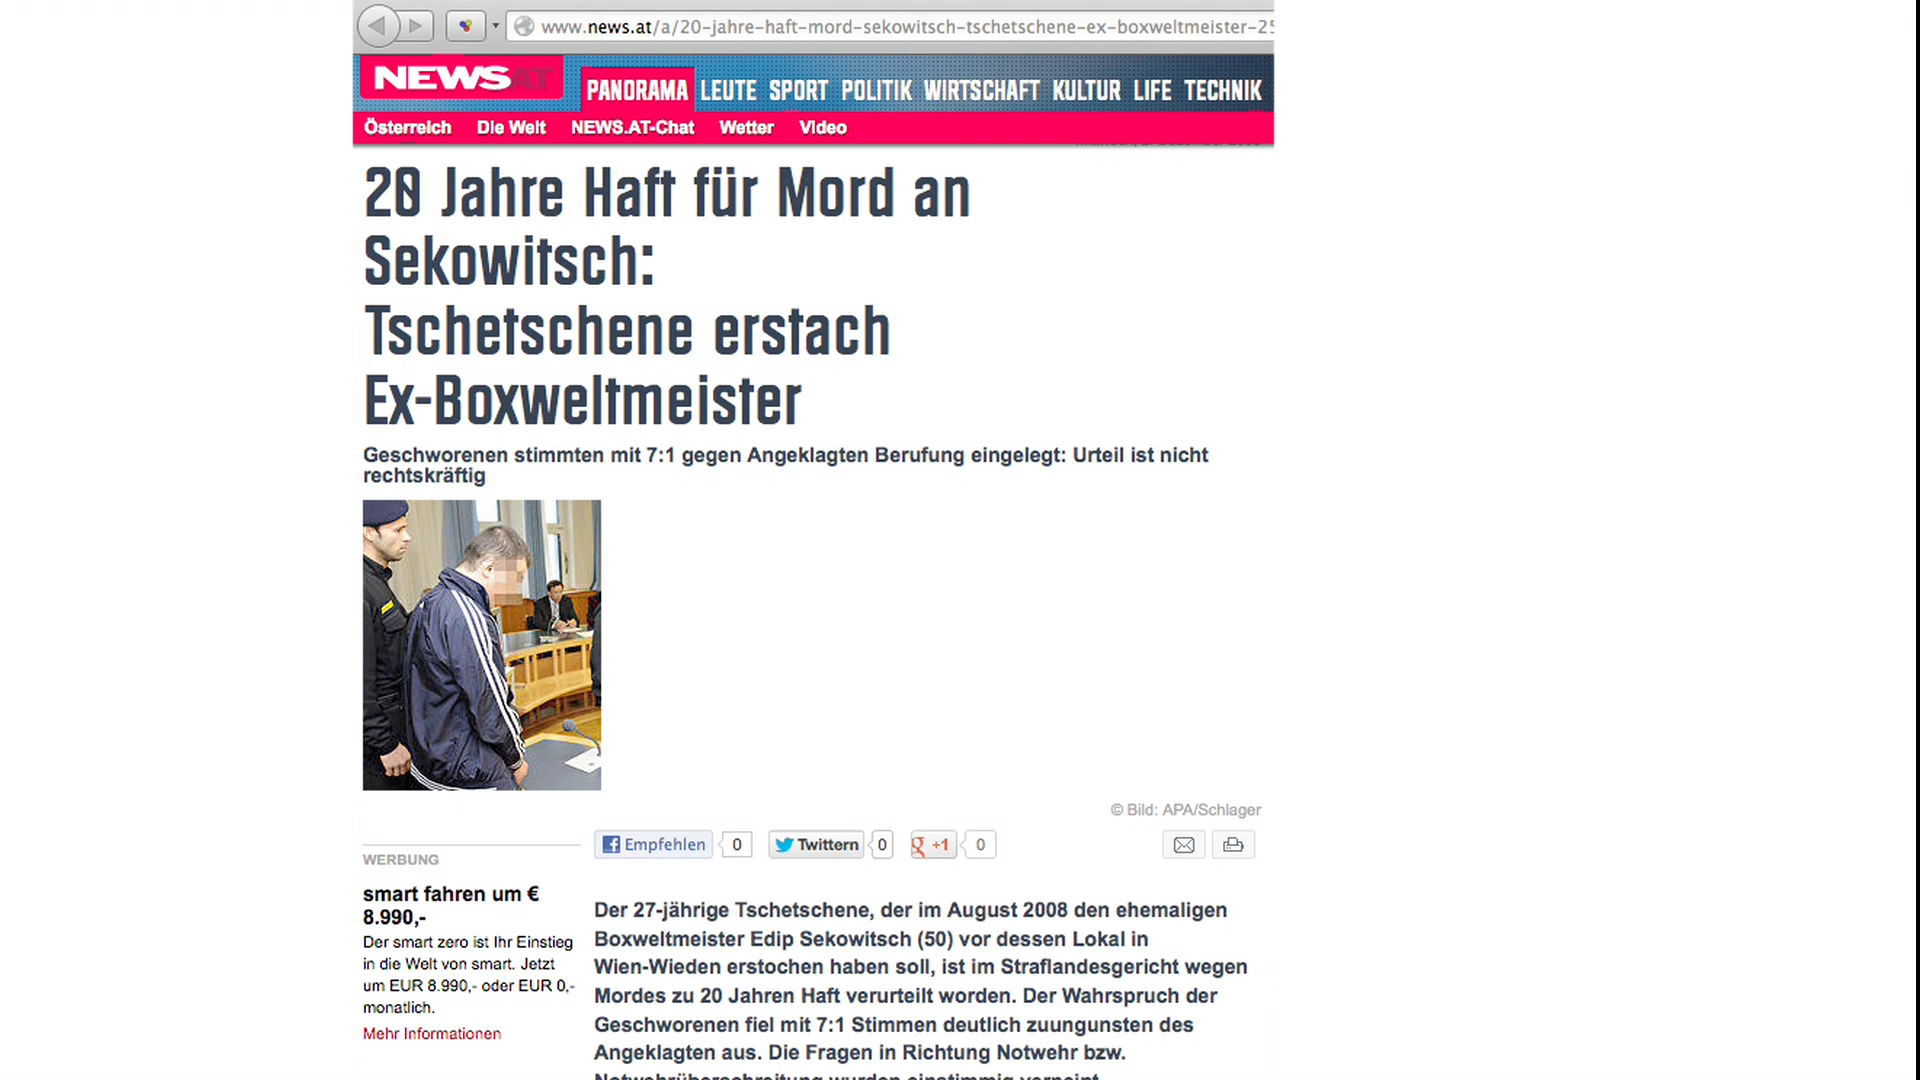 www.news.at/a/20-jahre-haft-mord-sekowitsch-tschetschene-ex-boxweltmeister-25
NEWS.AT
PANORAMA LEUTE SPORT POLITIK WIRTSCHAFT KULTUR LIFE TECHNIK
Österreich Die Welt NEWS.AT-Chat Wetter Video
20 Jahre Haft für Mord an
Sekowitsch:
Tschetschene erstach
Ex-Boxweltmeister
Geschworenen stimmten mit 7:1 gegen Angeklagten Berufung eingelegt: Urteil ist nicht
rechtskräftig
© Bild: APA/Schlager
Empfehlen 0 Twittern 0 +1 0
WERBUNG
smart fahren um €
8.990,-
Der smart zero ist Ihr Einstieg
in die Welt von smart. Jetzt
um EUR 8.990,- oder EUR 0,-
monatlich.
Mehr Informationen
Der 27-jährige Tschetschene, der im August 2008 den ehemaligen
Boxweltmeister Edip Sekowitsch (50) vor dessen Lokal in
Wien-Wieden erstochen haben soll, ist im Straflandesgericht wegen
Mordes zu 20 Jahren Haft verurteilt worden. Der Wahrspruch der
Geschworenen fiel mit 7:1 Stimmen deutlich zuungunsten des
Angeklagten aus. Die Fragen in Richtung Notwehr bzw.
Notwehrüberschreitung wurden einstimmig verneint.